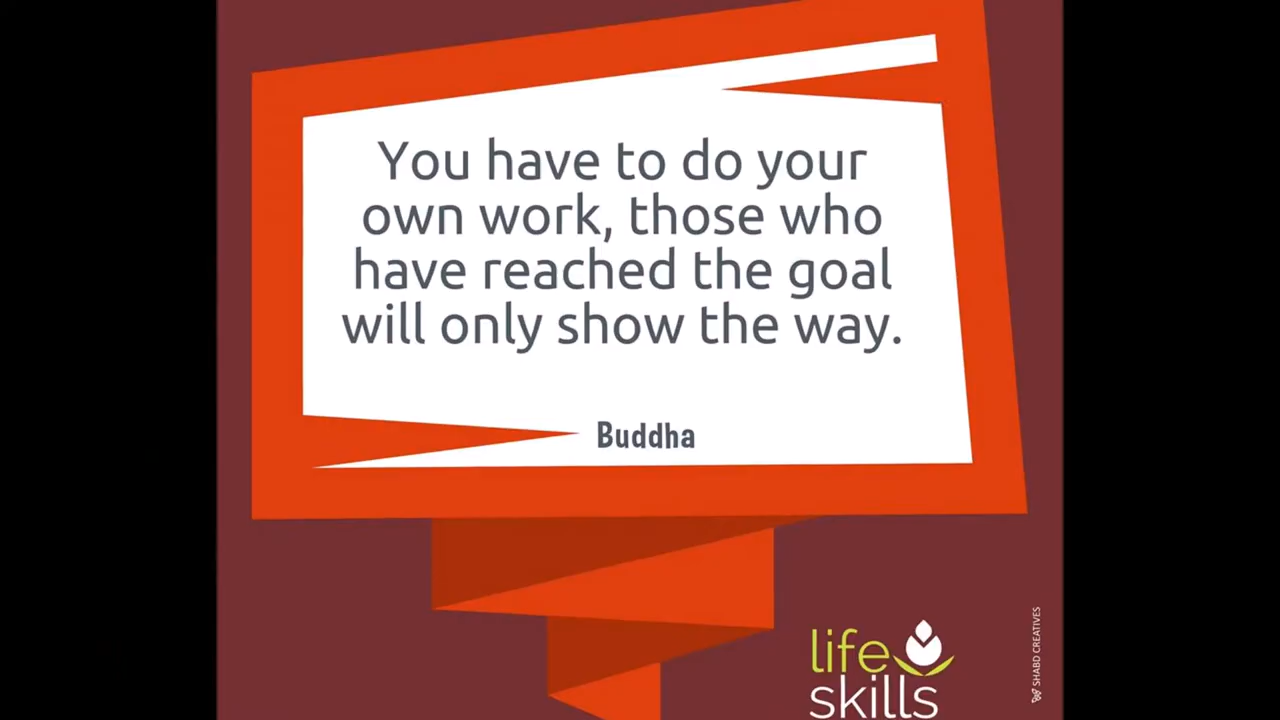 You have to do your
own work, those who
have reached the goal
will only show the way.
Buddha
life
skills
SHABD CREATIVES